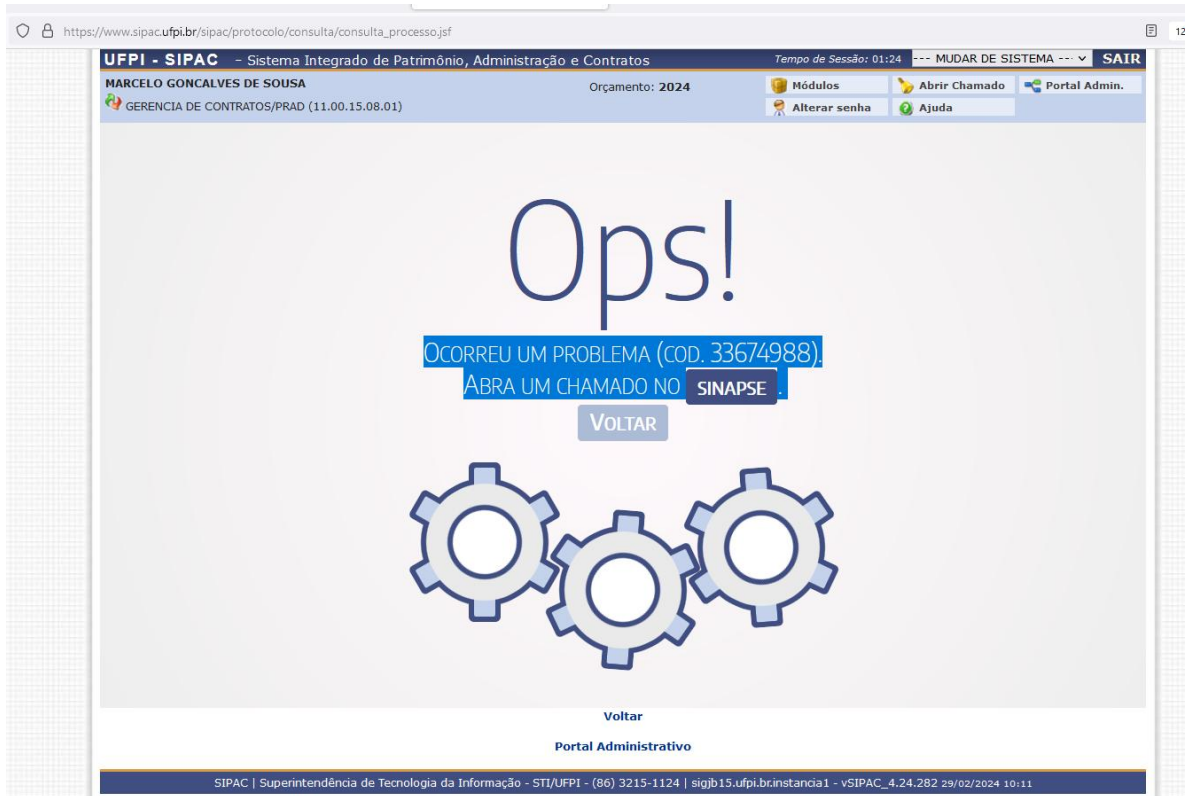 https://www.sipac.ufpi.br/sipac/protocolo/consulta/consulta_processo.jsf
12
UFPI - SIPAC - Sistema Integrado de Patrimônio, Administração e Contratos Tempo de Sessão: 01:24 --- MUDAR DE SISTEMA --- SAIR
MARCELO GONCALVES DE SOUSA Orçamento: 2024 Módulos Abrir Chamado Portal Admin.
GERENCIA DE CONTRATOS/PRAD (11.00.15.08.01) Alterar senha Ajuda
Ops!
OCORREU UM PROBLEMA (COD. 33674988).
ABRA UM CHAMADO NO SINAPSE .
VOLTAR
Voltar
Portal Administrativo
SIPAC | Superintendência de Tecnologia da Informação - STI/UFPI - (86) 3215-1124 | sigjb15.ufpi.br.instancia1 - vSIPAC_4.24.282 29/02/2024 10:11